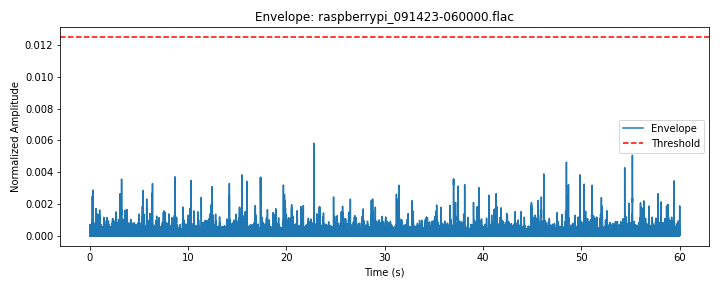 Envelope: raspberrypi_091423-060000.flac
Normalized Amplitude
0.012
0.010
0.008
0.006
0.004
0.002
0.000
Envelope
Threshold
0
10
20
30
40
50
60
Time (s)